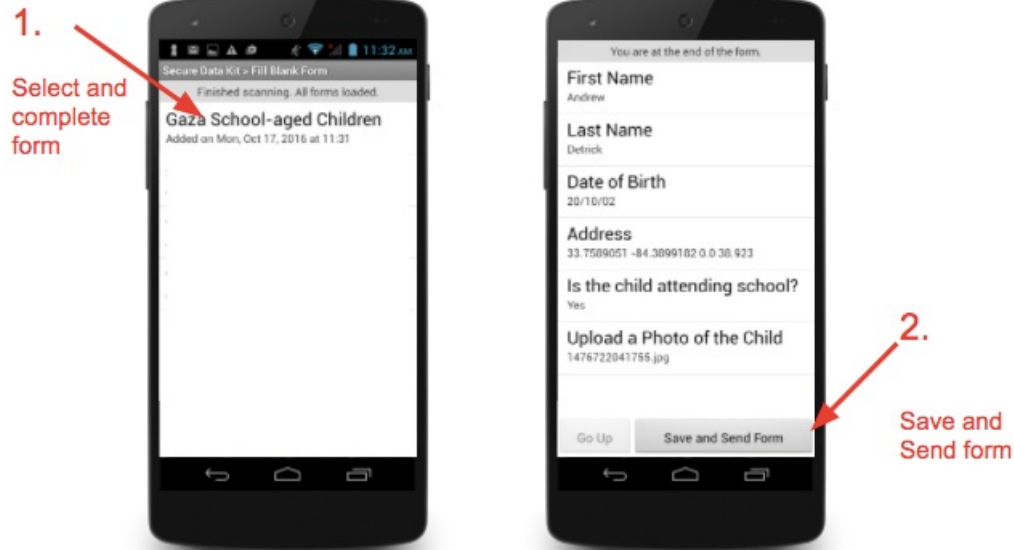 1.
Select and
complete
form
11:32 AM
Secure Data Kit > Fill Blank Form
Finished scanning. All forms loaded.
Gaza School-aged Children
Added on Mon, Oct 17, 2016 at 11:31
You are at the end of the form.
First Name
Andrew
Last Name
Detrick
Date of Birth
20/10/02
Address
33.7589051 -84.3899182 0.0 38.923
Is the child attending school?
Yes
Upload a Photo of the Child
1476722041755.jpg
Go Up
Save and Send Form
2.
Save and
Send form